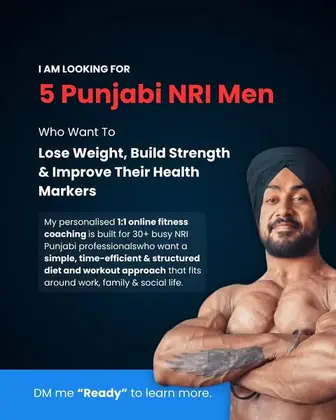 I AM LOOKING FOR
5 Punjabi NRI Men
Who Want To
Lose Weight, Build Strength
& Improve Their Health
Markers
My personalised 1:1 online fitness
coaching is built for 30+ busy NRI
Punjabi professionalswho want a
simple, time-efficient & structured
diet and workout approach that fits
around work, family & social life.
DM me “Ready” to learn more.